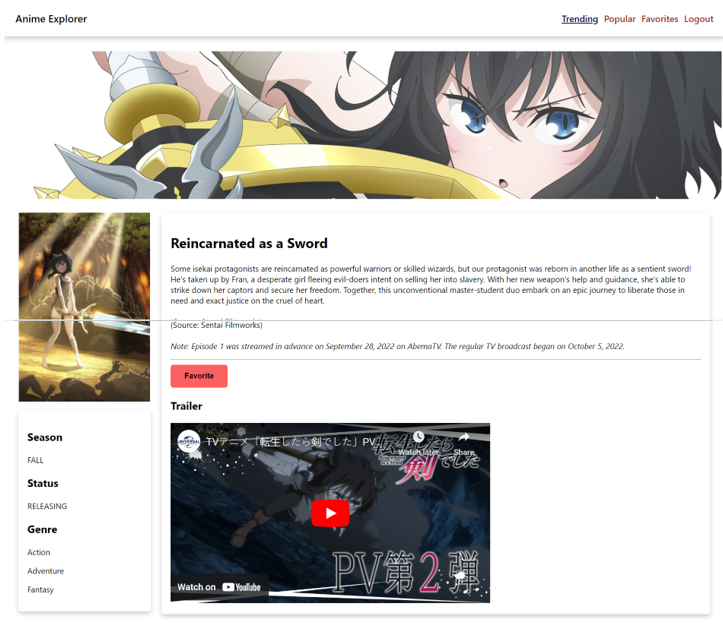 Anime Explorer
Trending Popular Favorites Logout
Reincarnated as a Sword
Some isekai protagonists are reincarnated as powerful warriors or skilled wizards, but our protagonist was reborn in another life as a sentient sword!
He's taken up by Fran, a desperate girl fleeing evil-doers intent on selling her into slavery. With her new weapon's help and guidance, she's able to
strike down her captors and secure her freedom. Together, this unconventional master-student duo embark on an epic journey to liberate those in
need and exact justice on the cruel of heart.
(Source: Sentai Filmworks)
Note: Episode 1 was streamed in advance on September 28, 2022 on AbemaTV. The regular TV broadcast began on October 5, 2022.
Favorite
Trailer
UNIVERSAL
TVアニメ「転生したら剣でした」PV
Watch later
Share
転生したら
剣でした
PV第2弾
Watch on YouTube
Season
FALL
Status
RELEASING
Genre
Action
Adventure
Fantasy